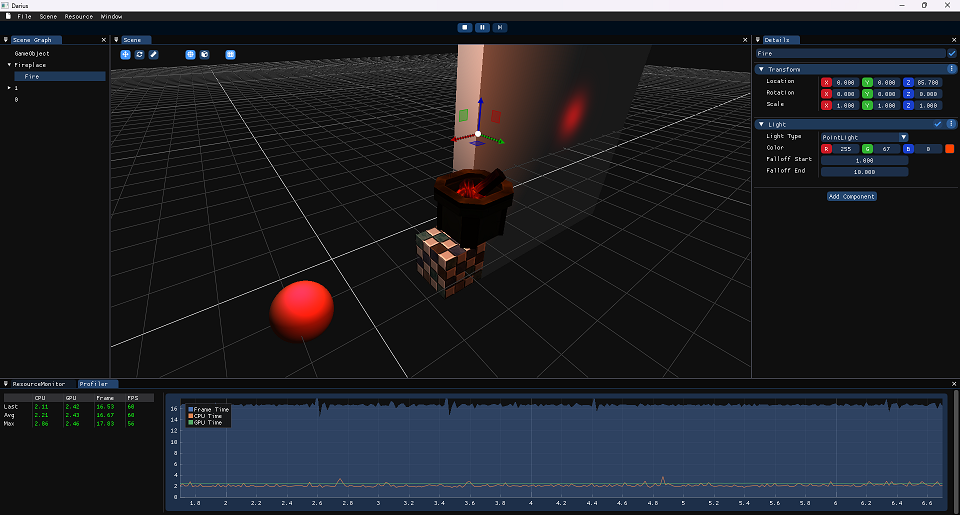 Darius
File Scene Resource Window
Scene Graph
GameObject
Fireplace
Fire
1
0
Scene
Details
Fire
Transform
Location X 0.000 Y 0.000 Z 85.700
Rotation X 0.000 Y 0.000 Z 0.000
Scale X 1.000 Y 1.000 Z 1.000
Light
Light Type PointLight
Color R 255 G 67 B 0
Falloff Start 1.000
Falloff End 10.000
Add Component
ResourceMonitor Profiler
CPU GPU Frame FPS
Last 2.11 2.42 16.53 60
Avg 2.21 2.43 16.67 60
Max 2.86 2.46 17.83 56
Frame Time
CPU Time
GPU Time
16
14
12
10
8
6
4
2
0
1.8 2 2.2 2.4 2.6 2.8 3 3.2 3.4 3.6 3.8 4 4.2 4.4 4.6 4.8 5 5.2 5.4 5.6 5.8 6 6.2 6.4 6.6